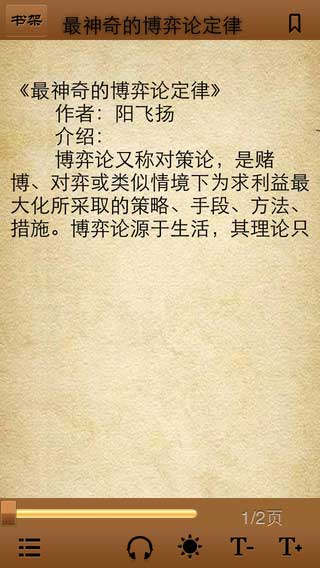 书架 最神奇的博弈论定律
《最神奇的博弈论定律》
作者：阳飞扬
介绍：
博弈论又称对策论，是赌
博、对弈或类似情境下为求利益最
大化所采取的策略、手段、方法、
措施。博弈论源于生活，其理论只
1/2页
T- T+